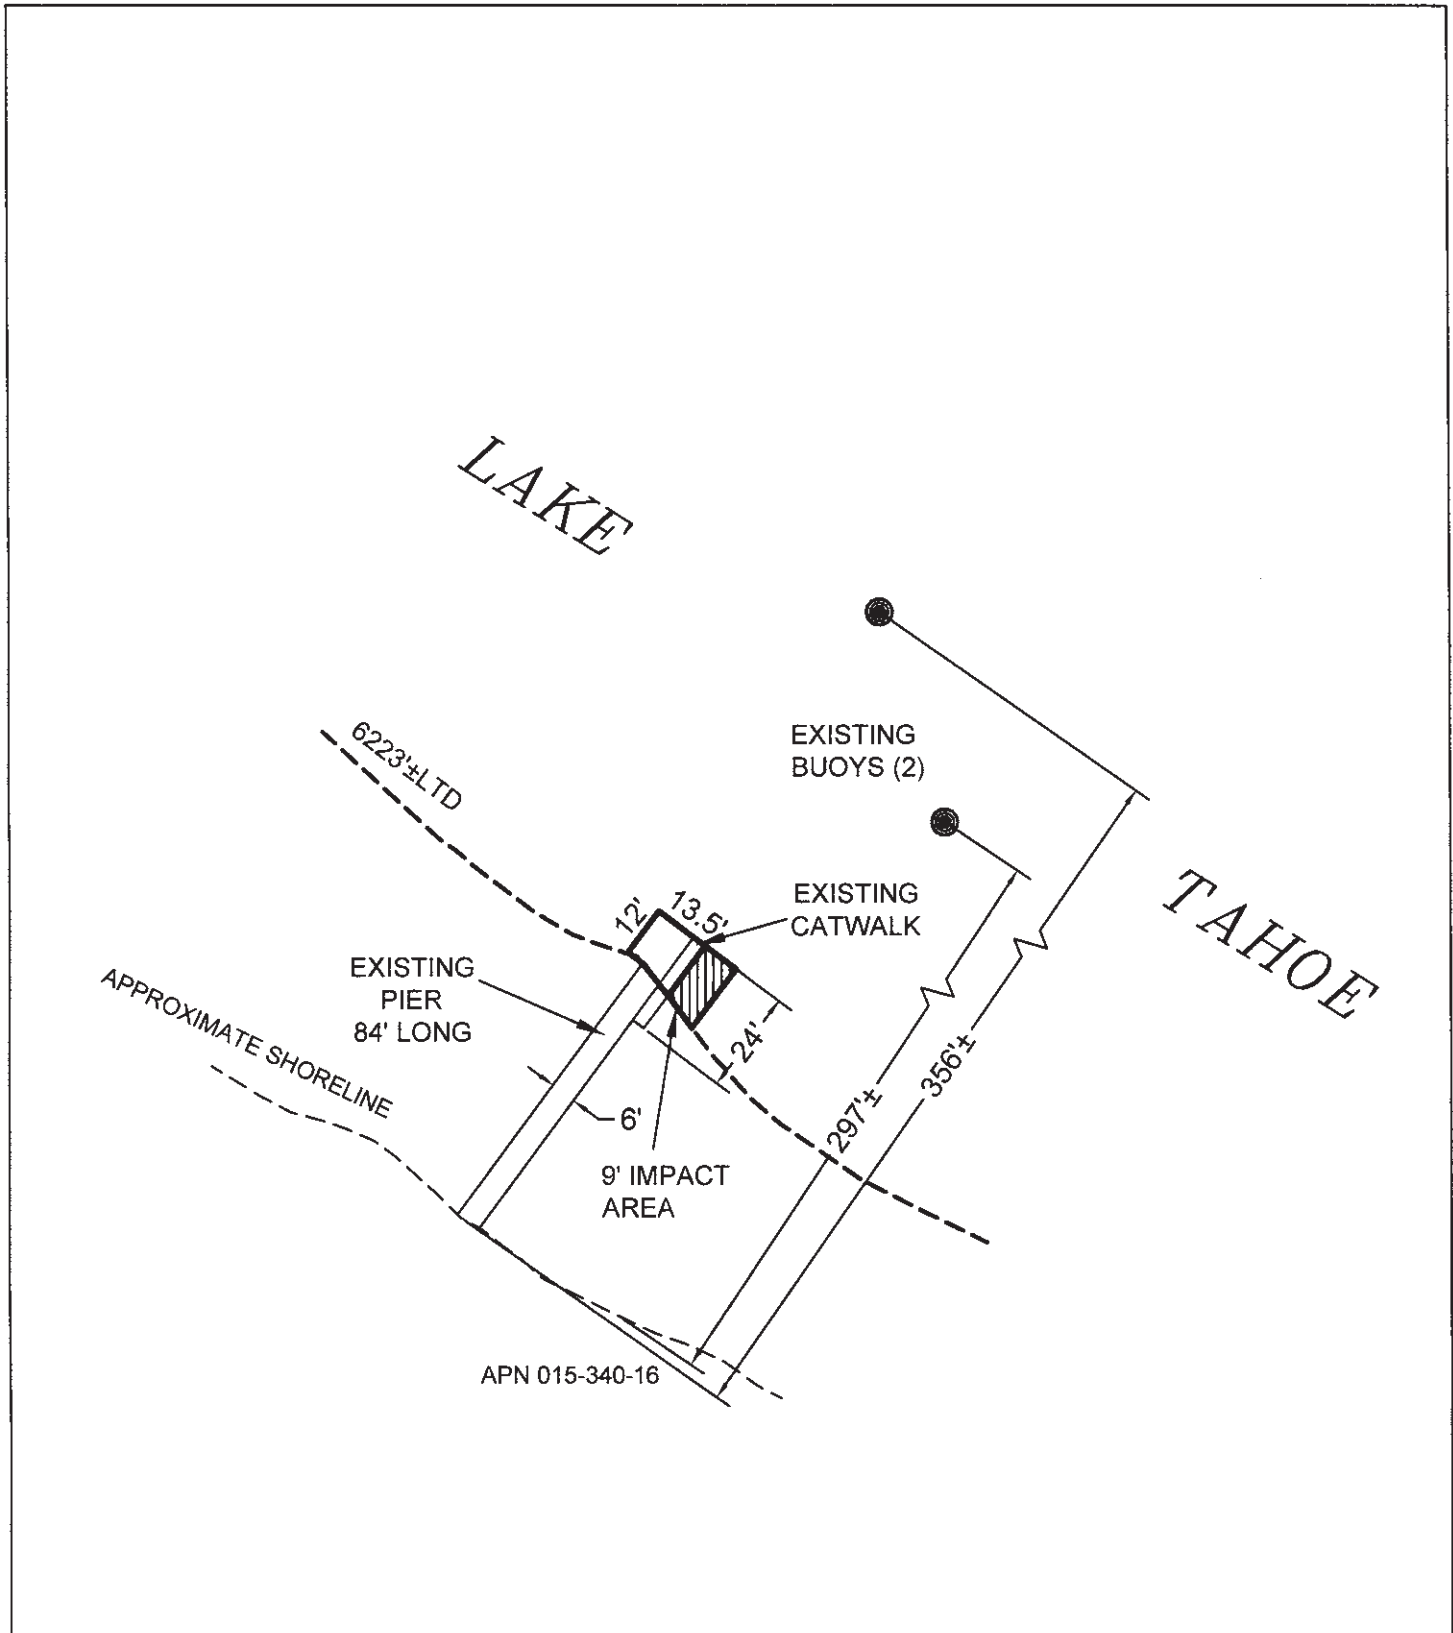 LAKE
EXISTING
BUOYS (2)
6223'±LTD
TAHOE
12'
13.5'
EXISTING
CATWALK
EXISTING
PIER
84' LONG
APPROXIMATE SHORELINE
24'
297'±
356'±
6'
9' IMPACT
AREA
APN 015-340-16